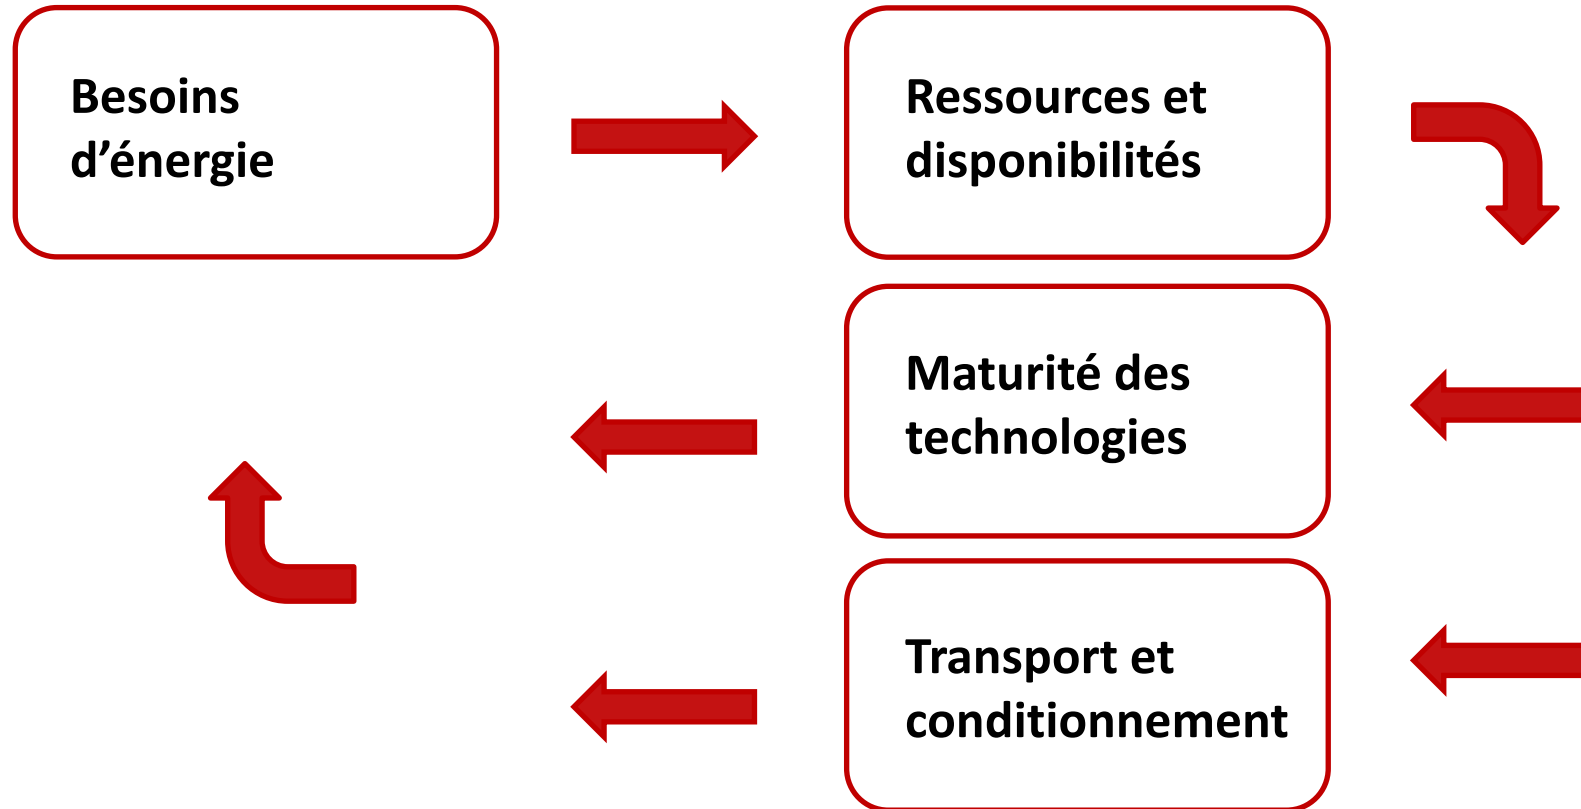 Besoins
d’énergie
Ressources et
disponibilités
Maturité des
technologies
Transport et
conditionnement